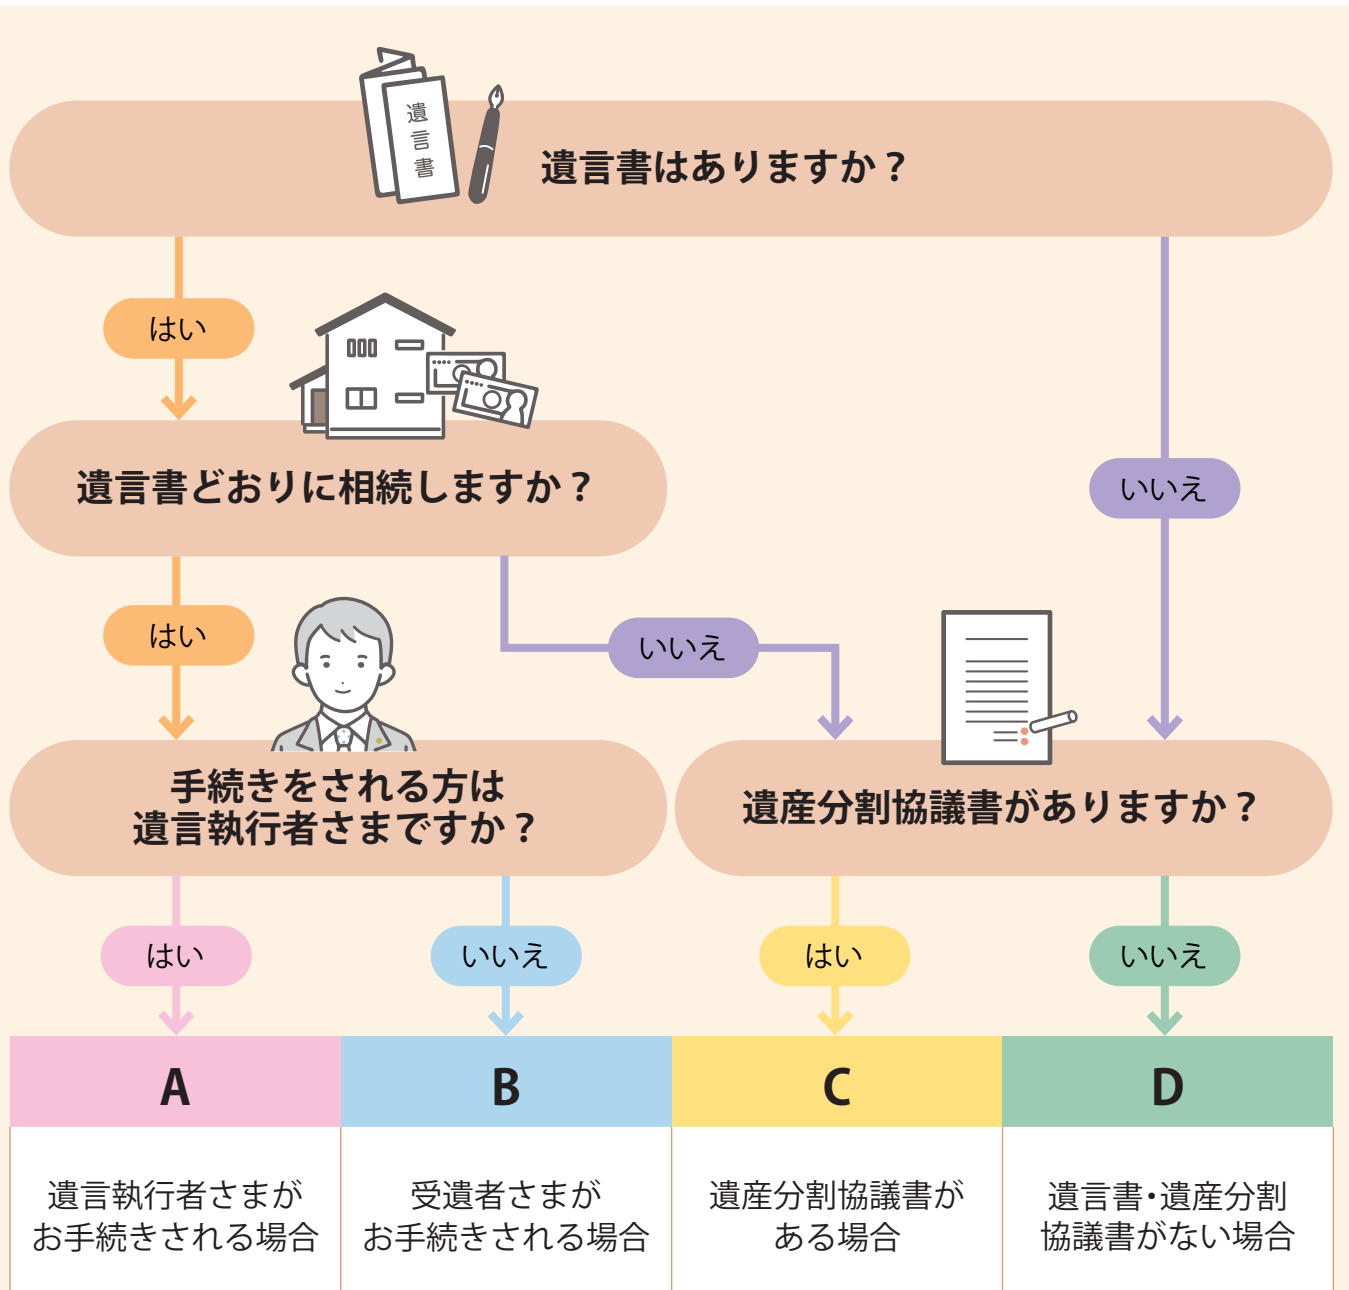 遺言書
遺言書はありますか？
はい
いいえ
遺言書どおりに相続しますか？
はい
いいえ
手続きをされる方は
遺言執行者さまですか？
遺産分割協議書がありますか？
はい
いいえ
はい
いいえ
A
B
C
D
遺言執行者さまが
お手続きされる場合
受遺者さまが
お手続きされる場合
遺産分割協議書が
ある場合
遺言書・遺産分割
協議書がない場合